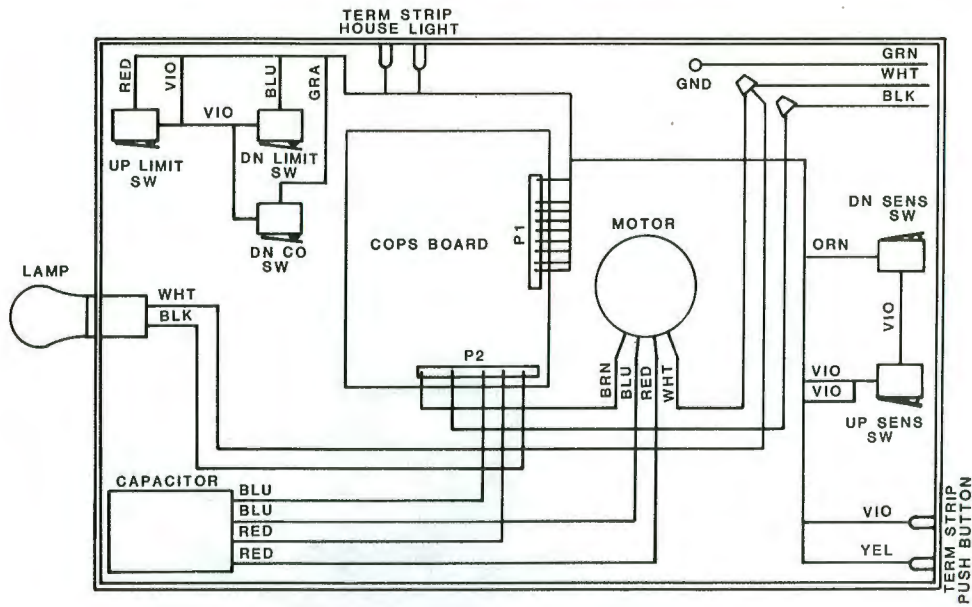 TERM STRIP
HOUSE LIGHT
RED
VIO
BLU
GRA
VIO
UP LIMIT
SW
DN LIMIT
SW
DN CO
SW
GRN
WHT
BLK
GND
COPS BOARD
P1
MOTOR
DN SENS
SW
ORN
VIO
VIO
VIO
UP SENS
SW
LAMP
WHT
BLK
P2
BRN
BLU
RED
WHT
CAPACITOR
BLU
BLU
RED
RED
VIO
YEL
TERM STRIP
PUSH BUTTON